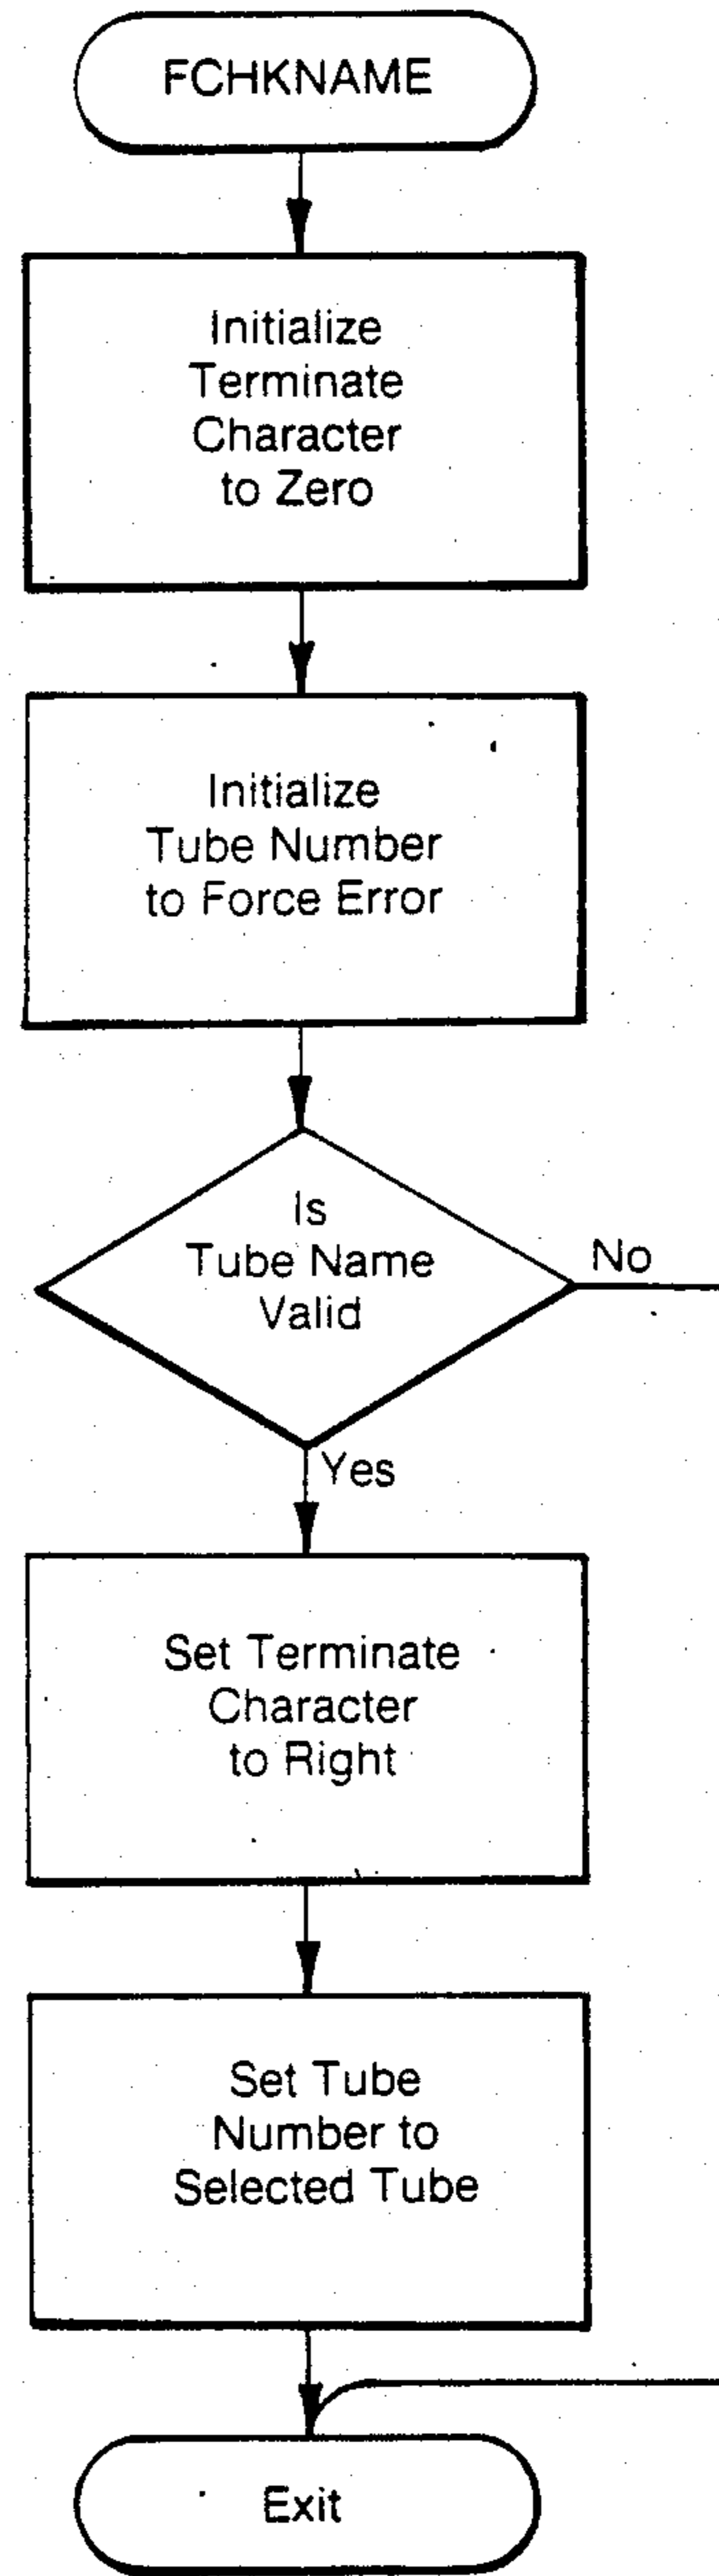 FCHKNAME
Initialize
Terminate
Character
to Zero
Initialize
Tube Number
to Force Error
Is
Tube Name
Valid
No
Yes
Set Terminate
Character
to Right
Set Tube
Number to
Selected Tube
Exit